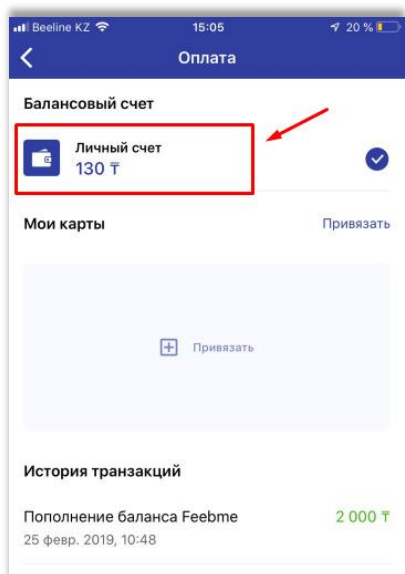 Beeline KZ 15:05 20 %
Оплата
Балансовый счет
Личный счет
130 ₸
Мои карты Привязать
Привязать
История транзакций
Пополнение баланса Feebme 2 000 ₸
25 февр. 2019, 10:48